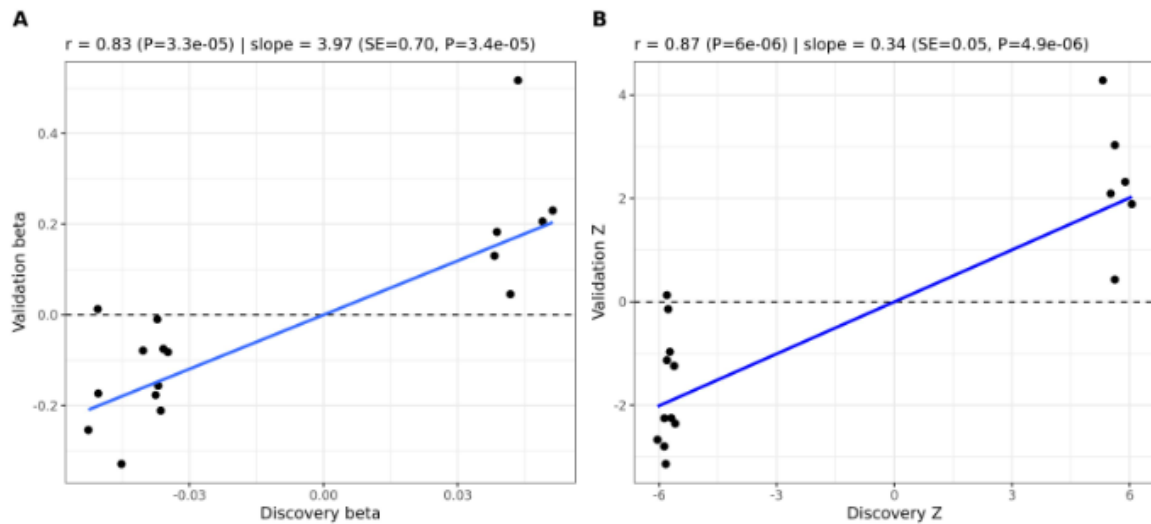 A
r = 0.83 (P=3.3e-05) | slope = 3.97 (SE=0.70, P=3.4e-05)
Validation beta
0.4
0.2
0.0
-0.2
-0.03
0.00
0.03
Discovery beta
B
r = 0.87 (P=6e-06) | slope = 0.34 (SE=0.05, P=4.9e-06)
Validation Z
4
2
0
-2
-6
-3
0
3
6
Discovery Z